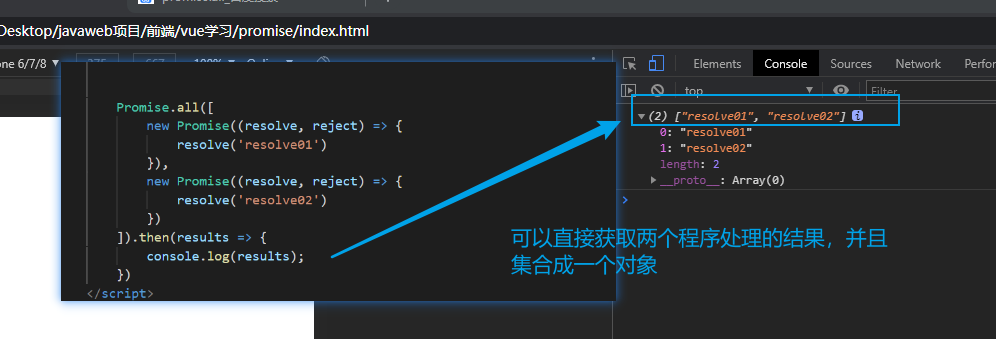 Desktop/javaweb项目/前端/vue学习/promise/index.html
one 6/7/8
Elements
Console
Sources
Network
Perfor
top
Filter
Promise.all([
new Promise((resolve, reject) => {
resolve('resolve01')
}),
new Promise((resolve, reject) => {
resolve('resolve02')
})
]).then(results => {
console.log(results);
})
</script>
(2) ["resolve01", "resolve02"] i
0: "resolve01"
1: "resolve02"
length: 2
__proto__: Array(0)
可以直接获取两个程序处理的结果，并且
集合成一个对象